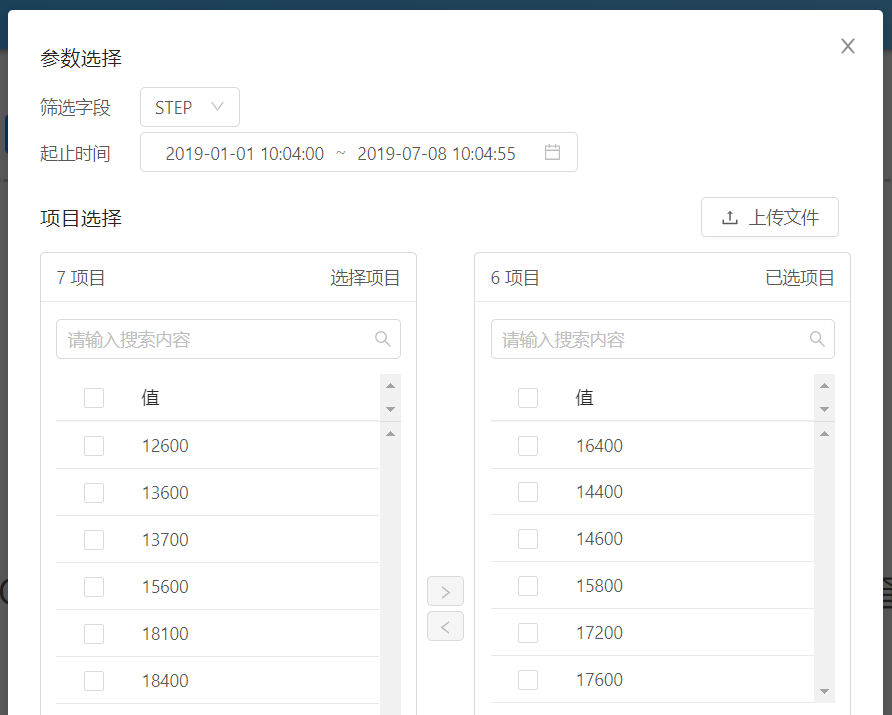 参数选择
筛选字段 STEP
起止时间 2019-01-01 10:04:00 ~ 2019-07-08 10:04:55
项目选择 上传文件
7 项目 选择项目
请输入搜索内容
值
12600
13600
13700
15600
18100
18400
6 项目 已选项目
请输入搜索内容
值
16400
14400
14600
15800
17200
17600